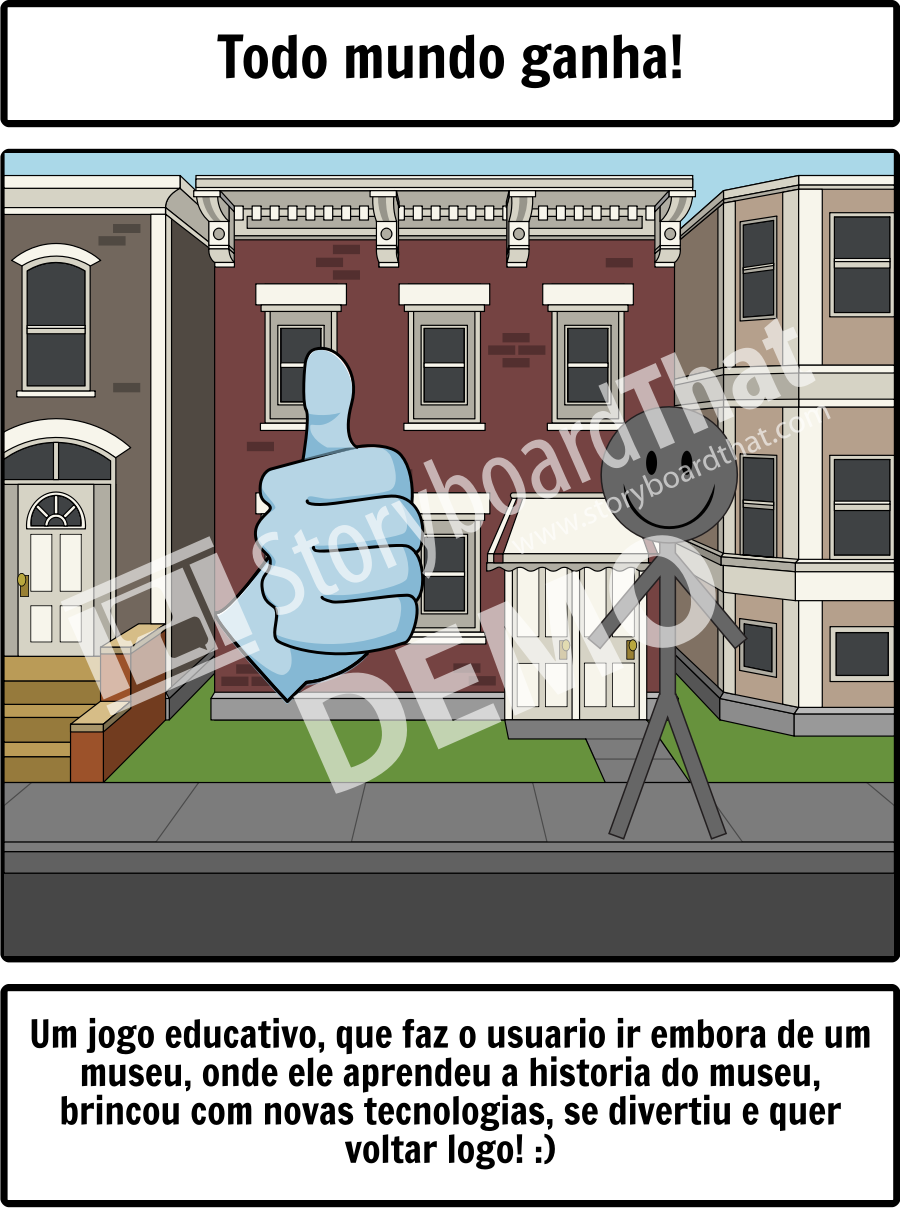 Todo mundo ganha!
StoryboardThat
www.storyboardthat.com
DEMO
Um jogo educativo, que faz o usuario ir embora de um
museu, onde ele aprendeu a historia do museu,
brincou com novas tecnologias, se divertiu e quer
voltar logo! :)